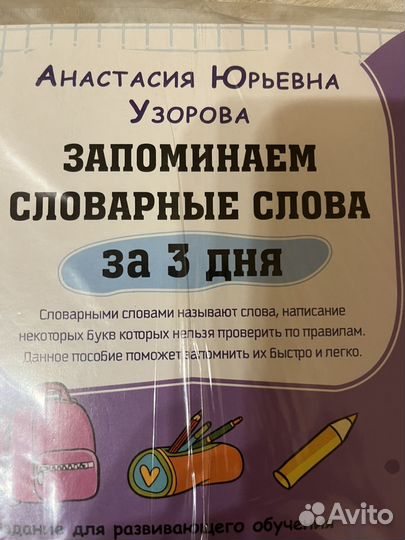 Анастасия Юрьевна
Узорова
ЗАПОМИНАЕМ
СЛОВАРНЫЕ СЛОВА
за 3 дня
Словарными словами называют слова, написание
некоторых букв которых нельзя проверить по правилам.
Данное пособие поможет запомнить их быстро и легко.
здание для развивающего обучения
Avito